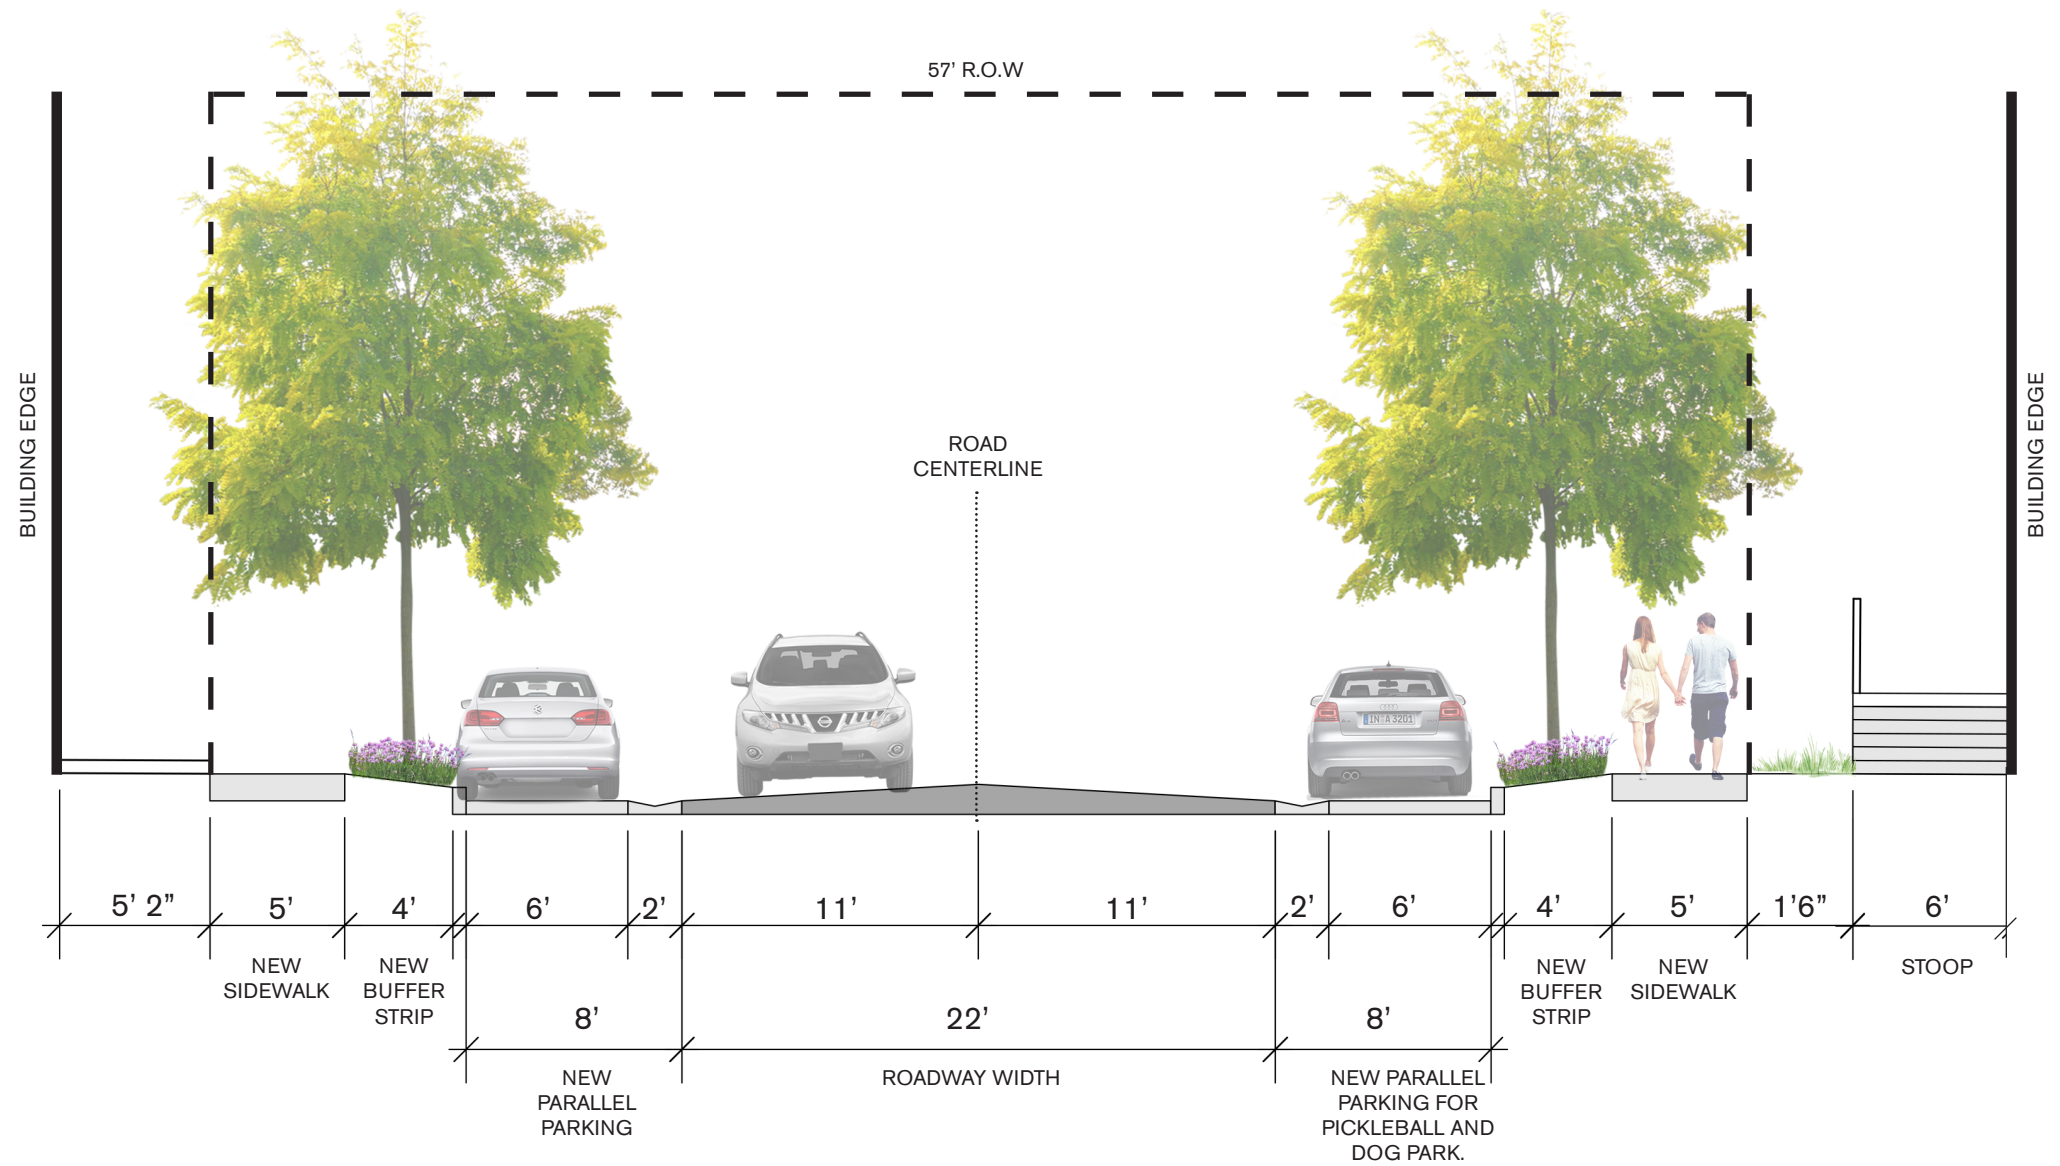 57’ R.O.W
BUILDING EDGE
ROAD
CENTERLINE
BUILDING EDGE
IN A 3201
5’ 2”
5’
4’
6’
2’
11’
11’
2’
6’
4’
5’
1’6”
6’
NEW
SIDEWALK
NEW
BUFFER
STRIP
NEW
BUFFER
STRIP
NEW
SIDEWALK
STOOP
8’
22’
8’
NEW
PARALLEL
PARKING
ROADWAY WIDTH
NEW PARALLEL
PARKING FOR
PICKLEBALL AND
DOG PARK.